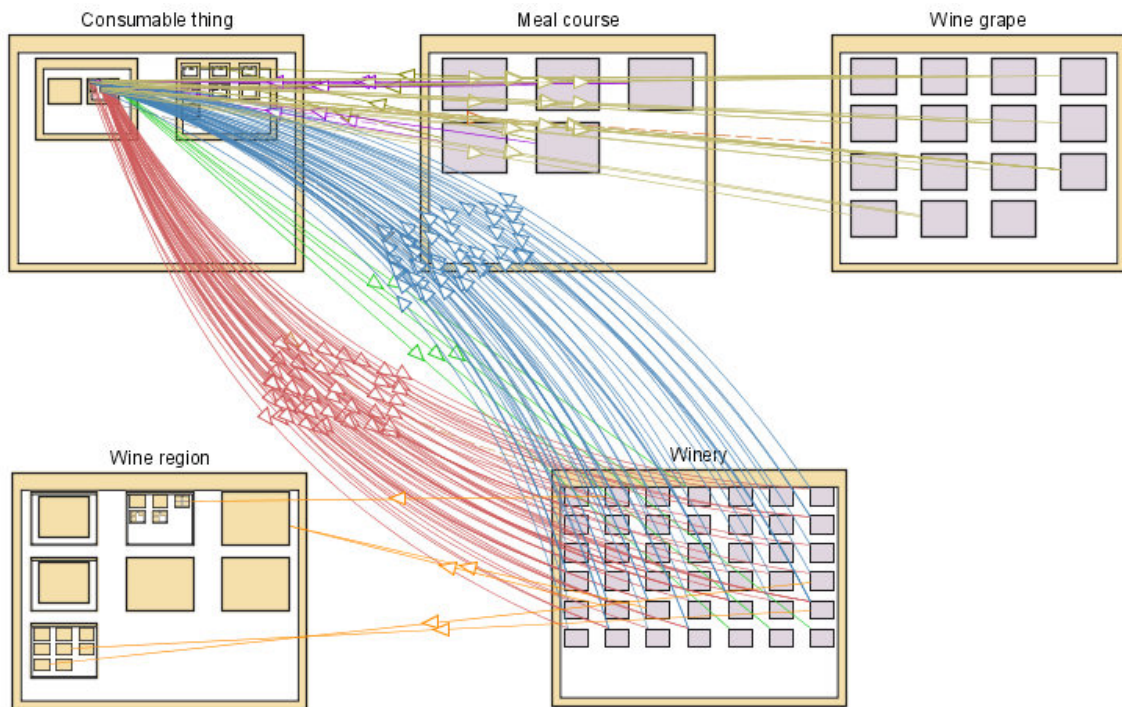 Consumable thing
Meal course
Wine grape
Wine region
Winery